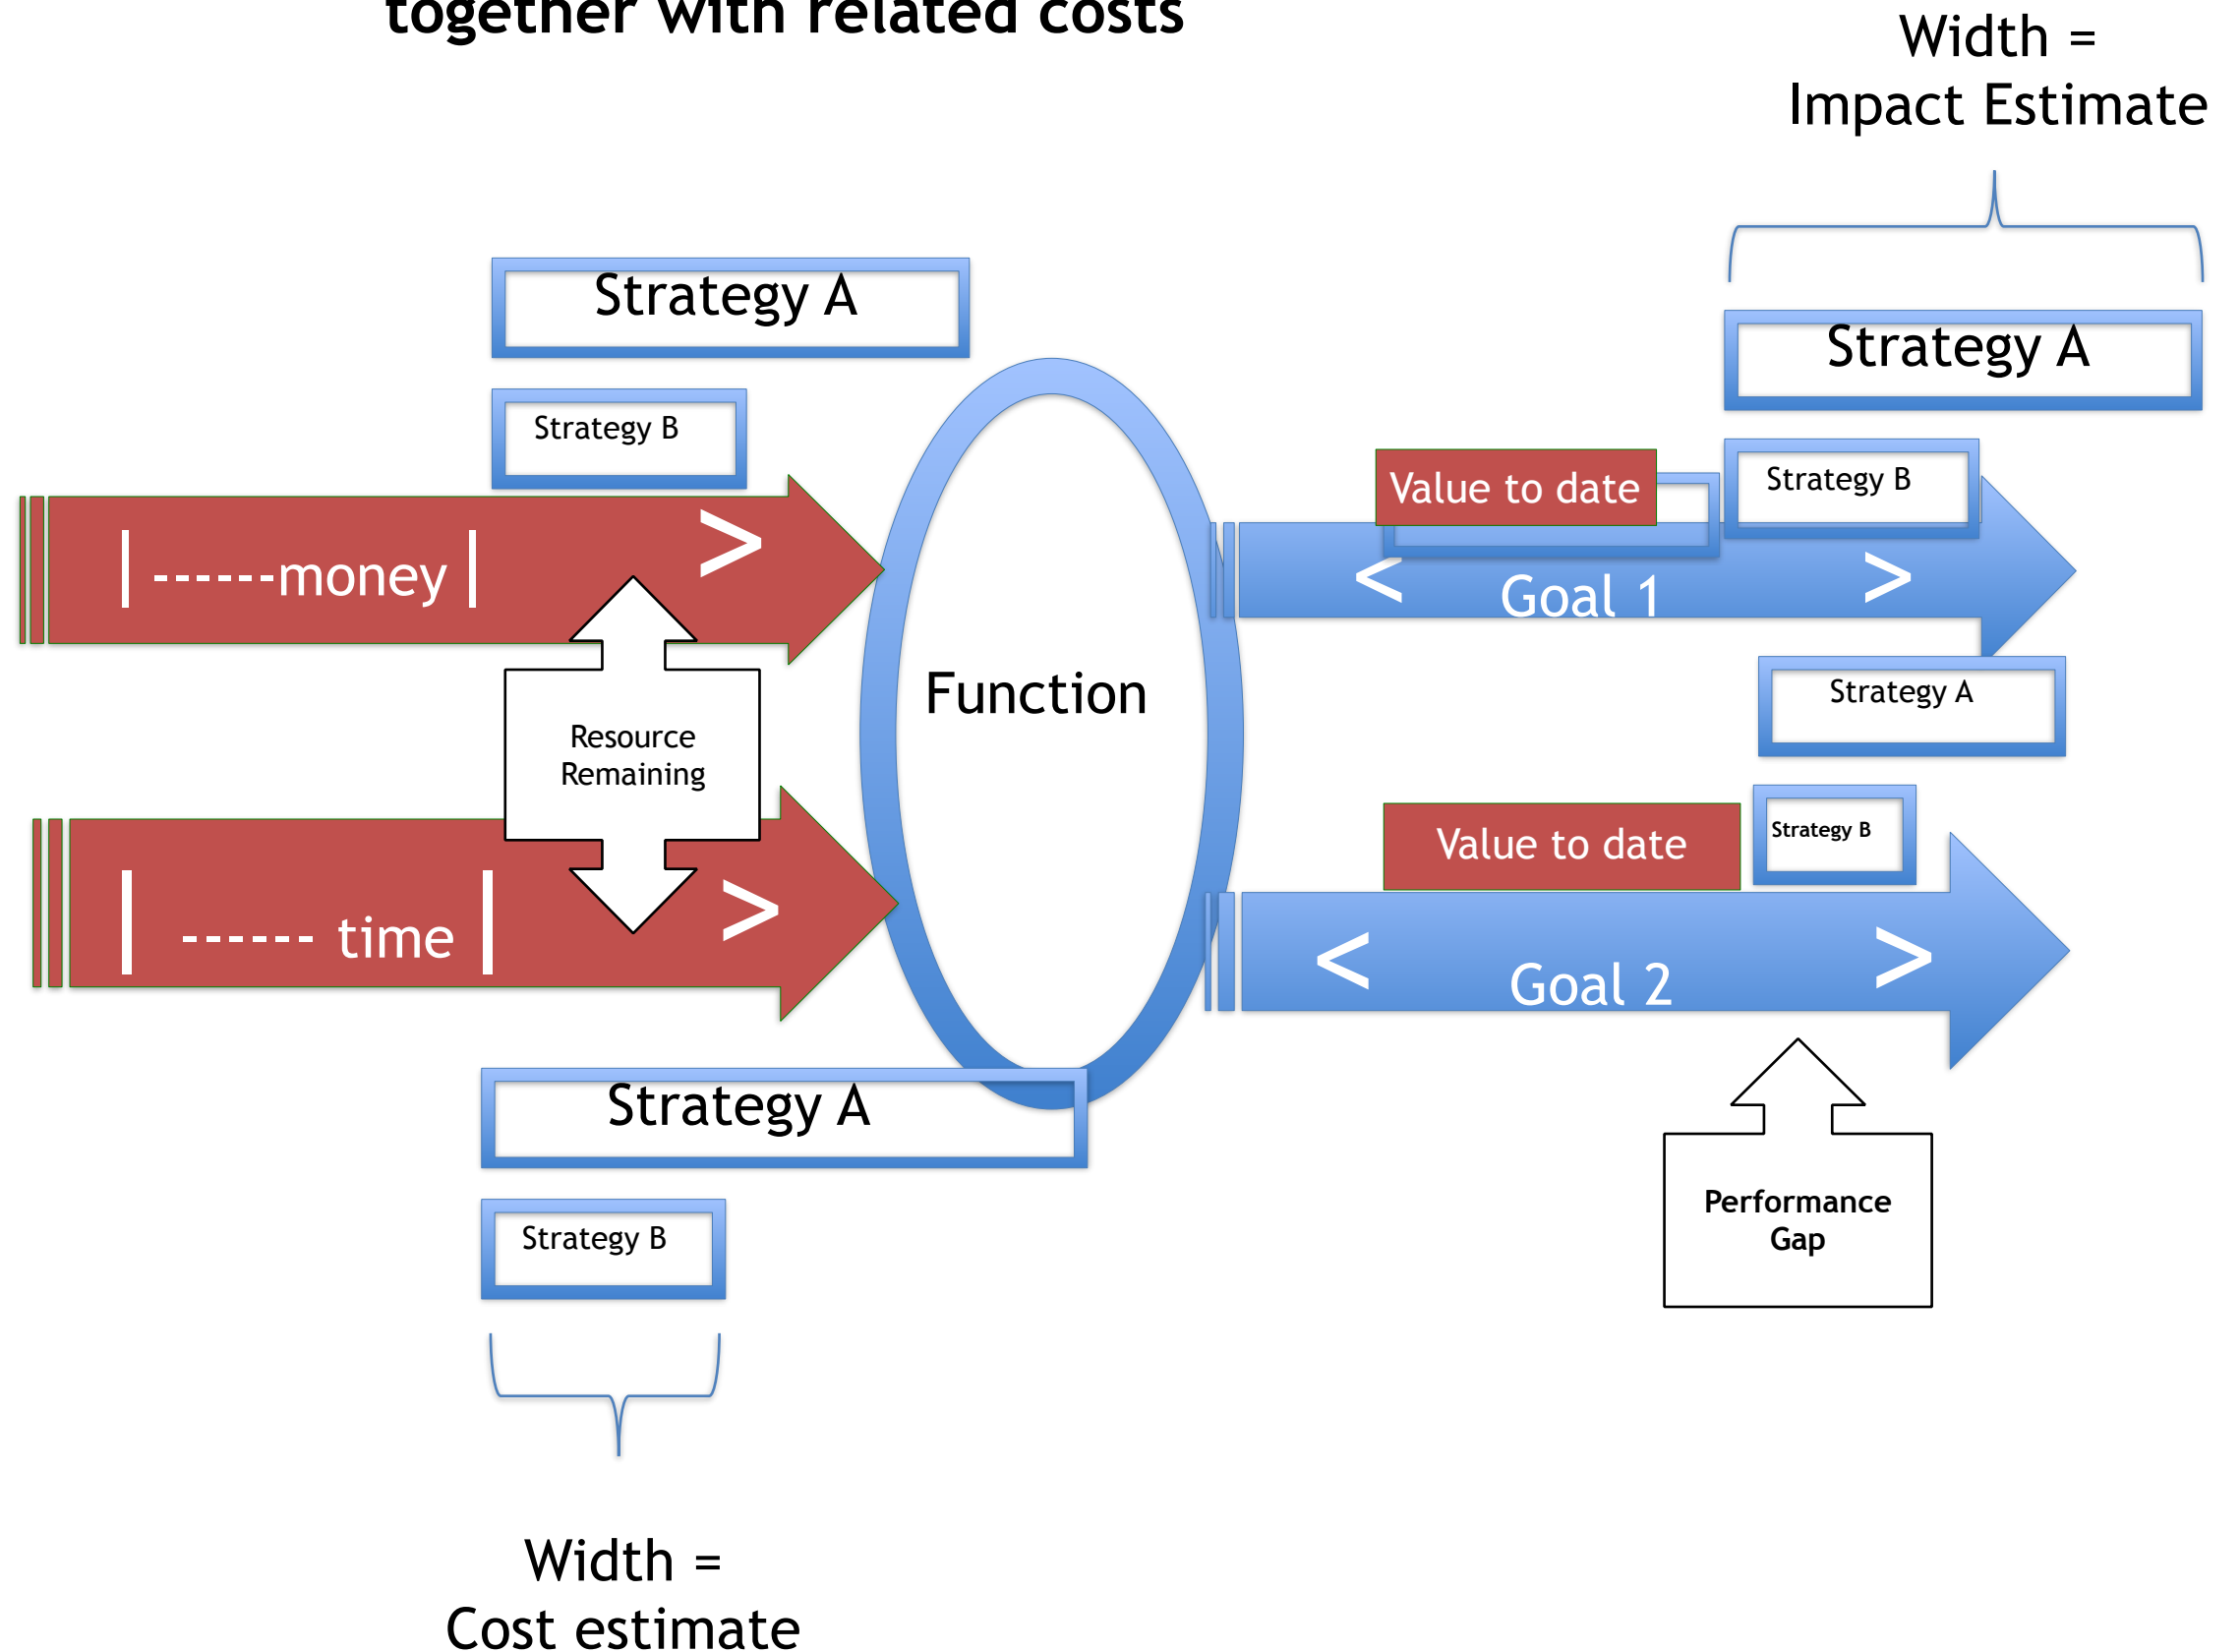 together with related costs
Width =
Impact Estimate
Strategy A
Strategy A
Strategy B
Strategy B
Value to date
>
| ------money |
< Goal 1 >
Function
Strategy A
Resource
Remaining
Strategy B
Value to date
>
| ------ time |
< Goal 2 >
Strategy A
Performance
Gap
Strategy B
Width =
Cost estimate